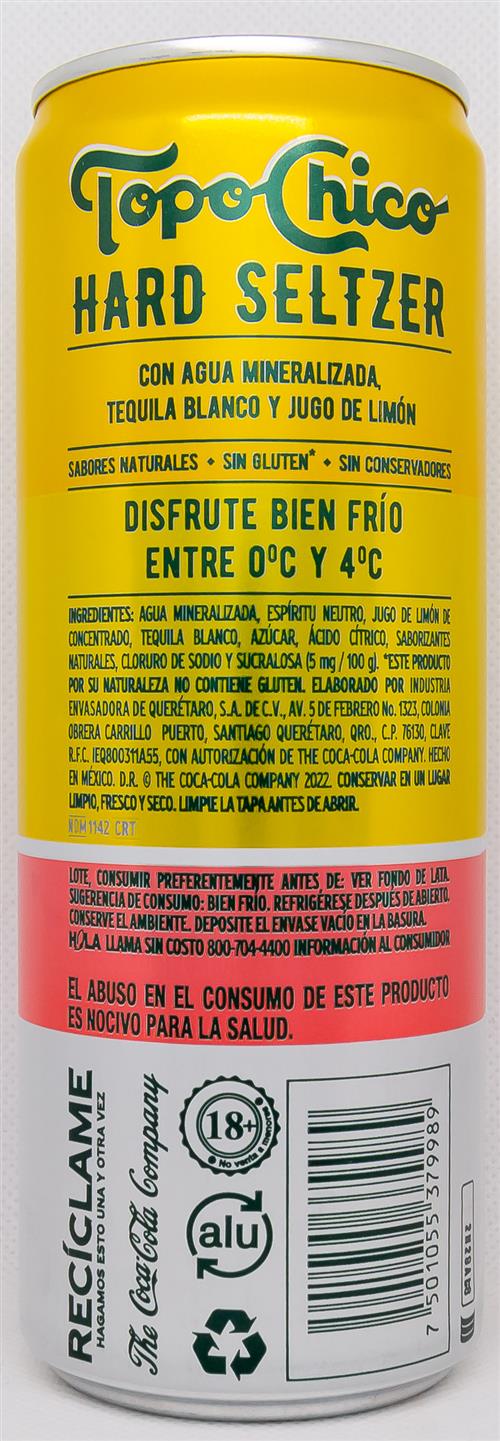 Topo Chico
HARD SELTZER
CON AGUA MINERALIZADA,
TEQUILA BLANCO Y JUGO DE LIMÓN
SABORES NATURALES • SIN GLUTEN* • SIN CONSERVADORES
DISFRUTE BIEN FRÍO
ENTRE 0ºC Y 4ºC
INGREDIENTES: AGUA MINERALIZADA, ESPÍRITU NEUTRO, JUGO DE LIMÓN DE
CONCENTRADO, TEQUILA BLANCO, AZÚCAR, ÁCIDO CÍTRICO, SABORIZANTES
NATURALES, CLORURO DE SODIO Y SUCRALOSA (5 mg / 100 g). *ESTE PRODUCTO
POR SU NATURALEZA NO CONTIENE GLUTEN. ELABORADO POR INDUSTRIA
ENVASADORA DE QUERÉTARO, S.A. DE C.V., AV. 5 DE FEBRERO No. 1323, COLONIA
OBRERA CARRILLO PUERTO, SANTIAGO QUERÉTARO, QRO., C.P. 76130, CLAVE
R.F.C. IEQ800311A55, CON AUTORIZACIÓN DE THE COCA-COLA COMPANY. HECHO
EN MÉXICO. D.R. © THE COCA-COLA COMPANY 2022. CONSERVAR EN UN LUGAR
LIMPIO, FRESCO Y SECO. LIMPIE LA TAPA ANTES DE ABRIR.
NOM 1142 CRT
LOTE, CONSUMIR PREFERENTEMENTE ANTES DE: VER FONDO DE LATA.
SUGERENCIA DE CONSUMO: BIEN FRÍO. REFRIGÉRESE DESPUÉS DE ABIERTO.
CONSERVE EL AMBIENTE. DEPOSITE EL ENVASE VACÍO EN LA BASURA.
HOLA LLAMA SIN COSTO 800-704-4400 INFORMACIÓN AL CONSUMIDOR
EL ABUSO EN EL CONSUMO DE ESTE PRODUCTO
ES NOCIVO PARA LA SALUD.
RECÍCLAME
HAGAMOS ESTO UNA Y OTRA VEZ
The Coca-Cola Company
18+
No venta a menores
alu
7 501055 379989